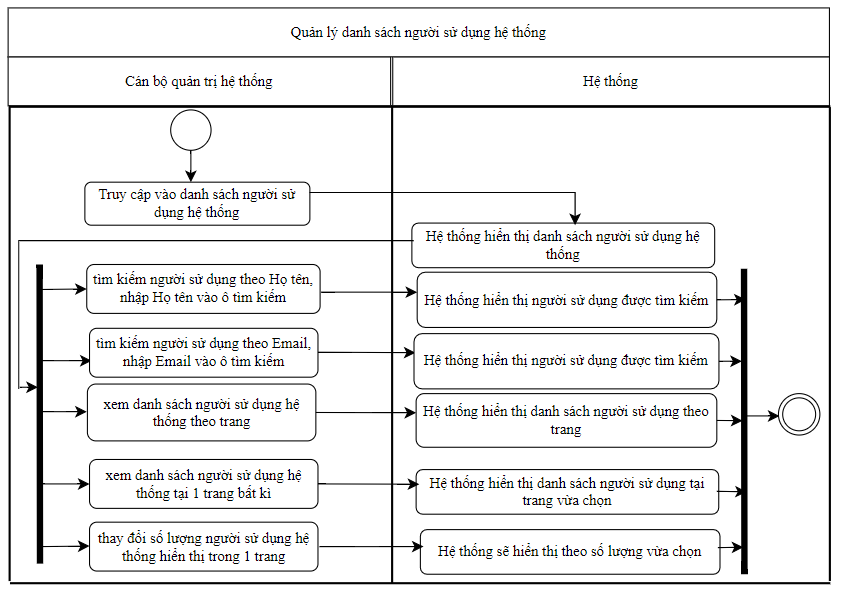 Quản lý danh sách người sử dụng hệ thống
Cán bộ quản trị hệ thống
Hệ thống
Truy cập vào danh sách người sử
dụng hệ thống
Hệ thống hiển thị danh sách người sử dụng hệ
thống
tìm kiếm người sử dụng theo Họ tên,
nhập Họ tên vào ô tìm kiếm
Hệ thống hiển thị người sử dụng được tìm kiếm
tìm kiếm người sử dụng theo Email,
nhập Email vào ô tìm kiếm
Hệ thống hiển thị người sử dụng được tìm kiếm
xem danh sách người sử dụng hệ
thống theo trang
Hệ thống hiển thị danh sách người sử dụng theo
trang
xem danh sách người sử dụng hệ
thống tại 1 trang bất kì
Hệ thống hiển thị danh sách người sử dụng tại
trang vừa chọn
thay đổi số lượng người sử dụng hệ
thống hiển thị trong 1 trang
Hệ thống sẽ hiển thị theo số lượng vừa chọn